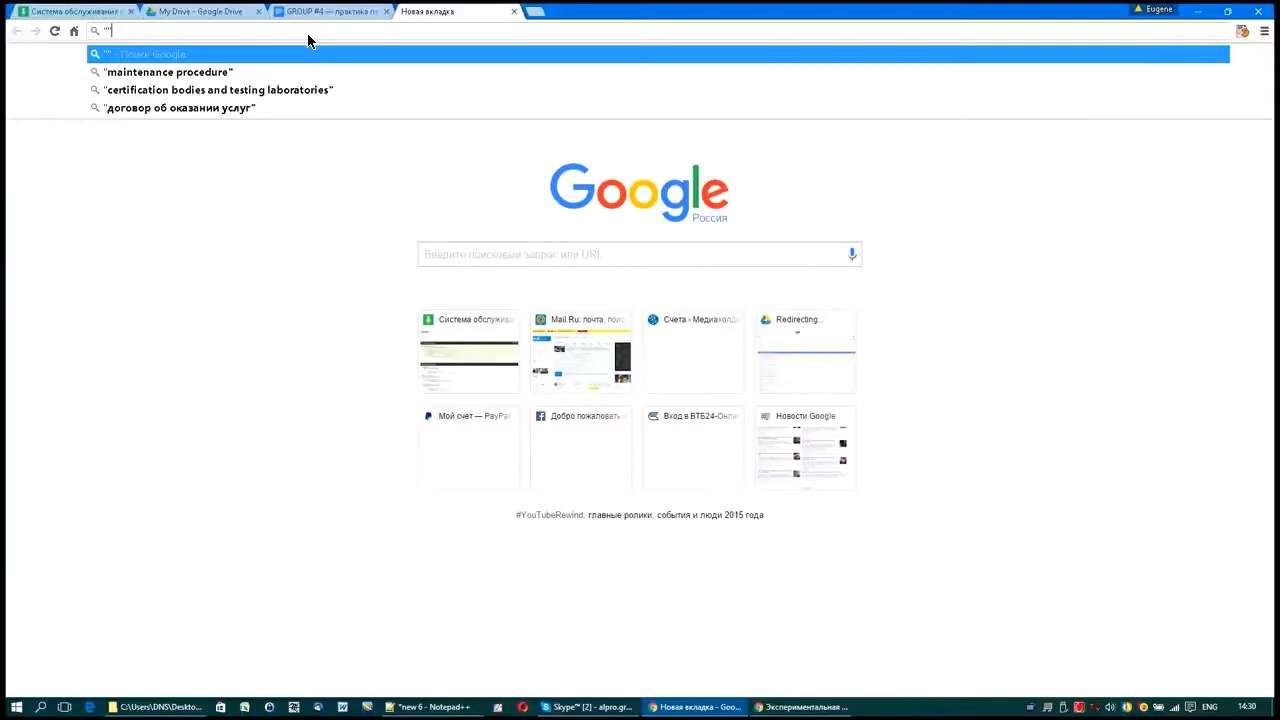 Система обслуживания
My Drive - Google Drive
GROUP #4 — практика п
Новая вкладка
Eugene
""
"" - Поиск Google
"maintenance procedure"
"certification bodies and testing laboratories"
"договор об оказании услуг"
Google
Россия
Введите поисковый запрос или URL
Система обслужива
Mail.Ru: почта, поис
Счета - Медиахолд
Redirecting...
Мой счет — PayPal
Добро пожаловать
Вход в ВТБ24-Онл
Новости Google
#YouTubeRewind: главные ролики, события и люди 2015 года
C:\Users\DNS\Deskto...
*new 6 - Notepad++
Skype™ [2] - alpro.gr...
Новая вкладка - Goo...
Экспериментальная ...
ENG
14:30